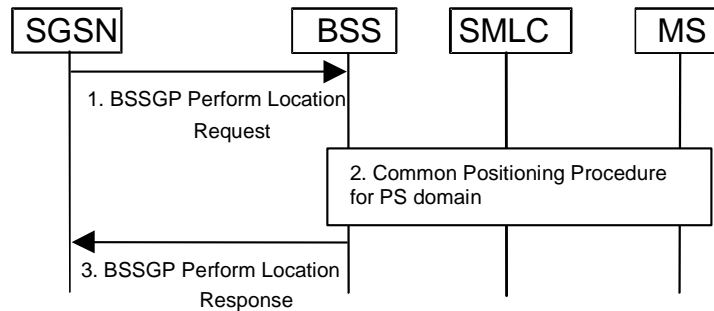 SGSN
BSS
SMLC
MS
1. BSSGP Perform Location
Request
2. Common Positioning Procedure
for PS domain
3. BSSGP Perform Location
Response